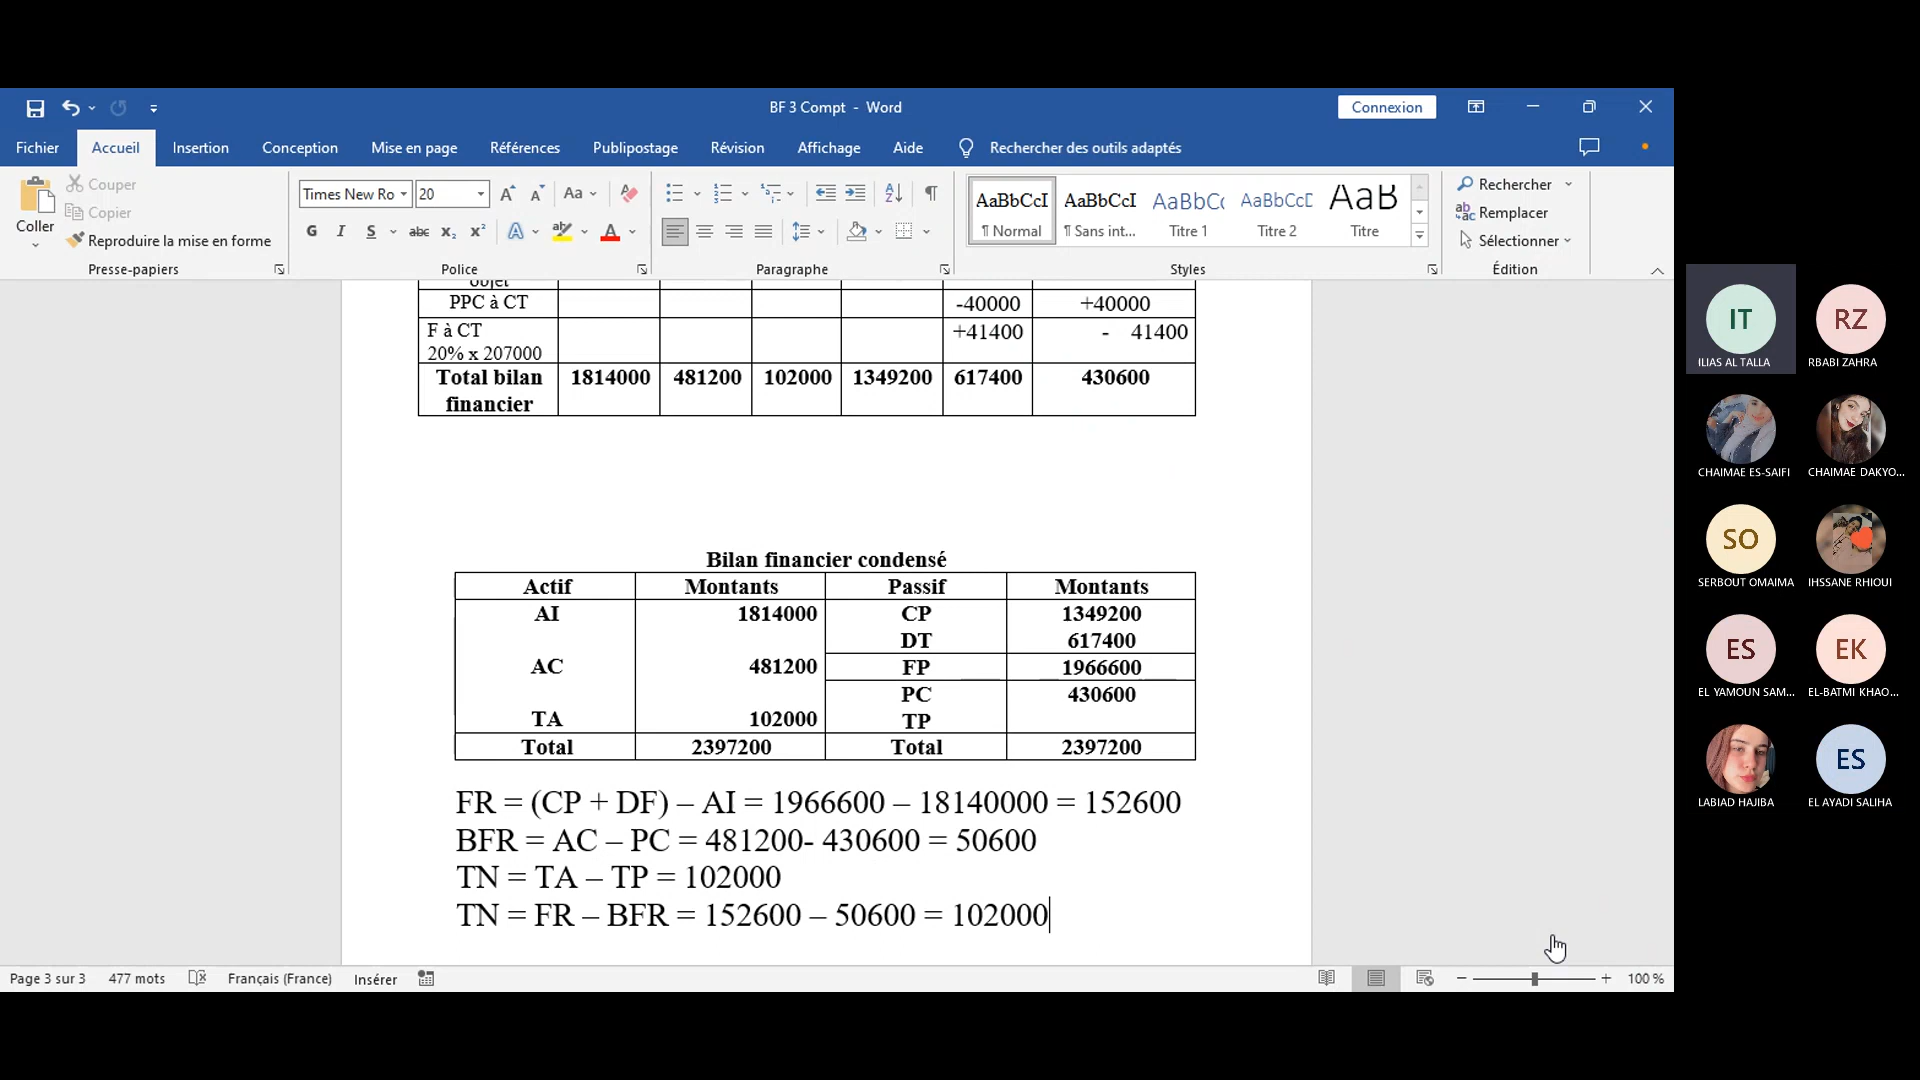 BF 3 Compt - Word
Connexion
Fichier Accueil Insertion Conception Mise en page Références Publipostage Révision Affichage Aide Rechercher des outils adaptés
Coller
Couper
Copier
Reproduire la mise en forme
Presse-papiers
Times New Ro 20
Aa
G I S abc x₂ x² A ab A
Police
Paragraphe
AaBbCcI AaBbCcI AaBbCc AaBbCcD AaB
¶ Normal ¶ Sans int... Titre 1 Titre 2 Titre
Styles
Rechercher
Remplacer
Sélectionner
Édition
objet
PPC à CT -40000 +40000
F à CT +41400 - 41400
20% x 207000
Total bilan financier 1814000 481200 102000 1349200 617400 430600
Bilan financier condensé
Actif Montants Passif Montants
AI 1814000 CP 1349200
DT 617400
AC 481200 FP 1966600
PC 430600
TA 102000 TP
Total 2397200 Total 2397200
FR = (CP + DF) – AI = 1966600 – 18140000 = 152600
BFR = AC – PC = 481200- 430600 = 50600
TN = TA – TP = 102000
TN = FR – BFR = 152600 – 50600 = 102000
Page 3 sur 3 477 mots Français (France) Insérer 100 %
IT RZ
ILIAS AL TALLA RBABI ZAHRA
CHAIMAE ES-SAIFI CHAIMAE DAKYO...
SO
SERBOUT OMAIMA IHSSANE RHIOUI
ES EK
EL YAMOUN SAM... EL-BATMI KHAO...
ES
LABIAD HAJIBA EL AYADI SALIHA